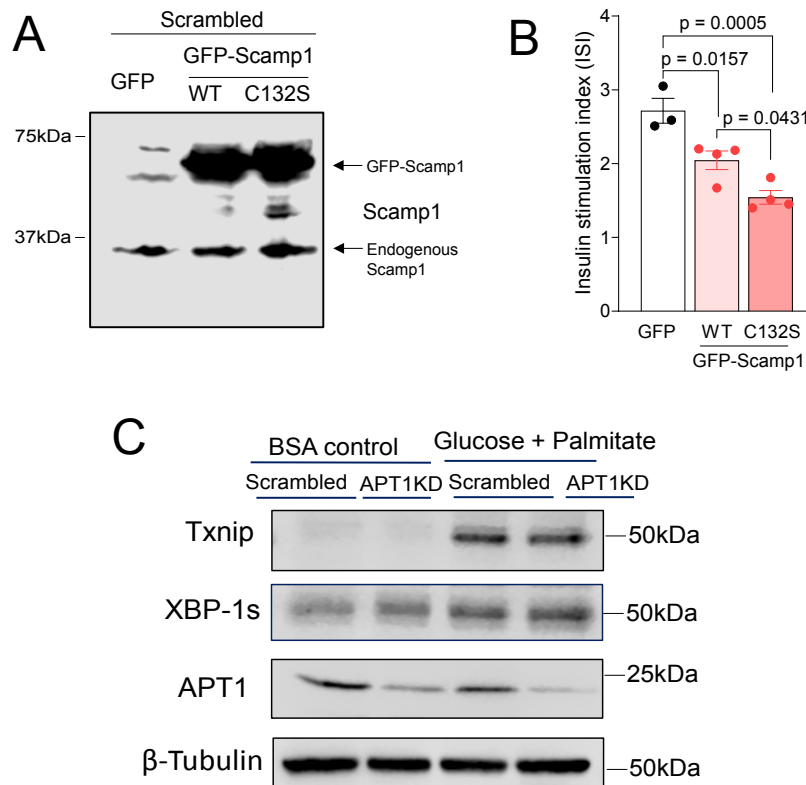 A
Scrambled
GFP-Scamp1
GFP
WT
C132S
75kDa
GFP-Scamp1
Scamp1
37kDa
Endogenous
Scamp1
B
p = 0.0005
p = 0.0157
p = 0.0431
Insulin stimulation index (ISI)
4
3
2
1
0
GFP
WT
C132S
GFP-Scamp1
C
BSA control
Glucose + Palmitate
Scrambled
APT1KD
Scrambled
APT1KD
Txnip
50kDa
XBP-1s
50kDa
APT1
25kDa
β-Tubulin
50kDa